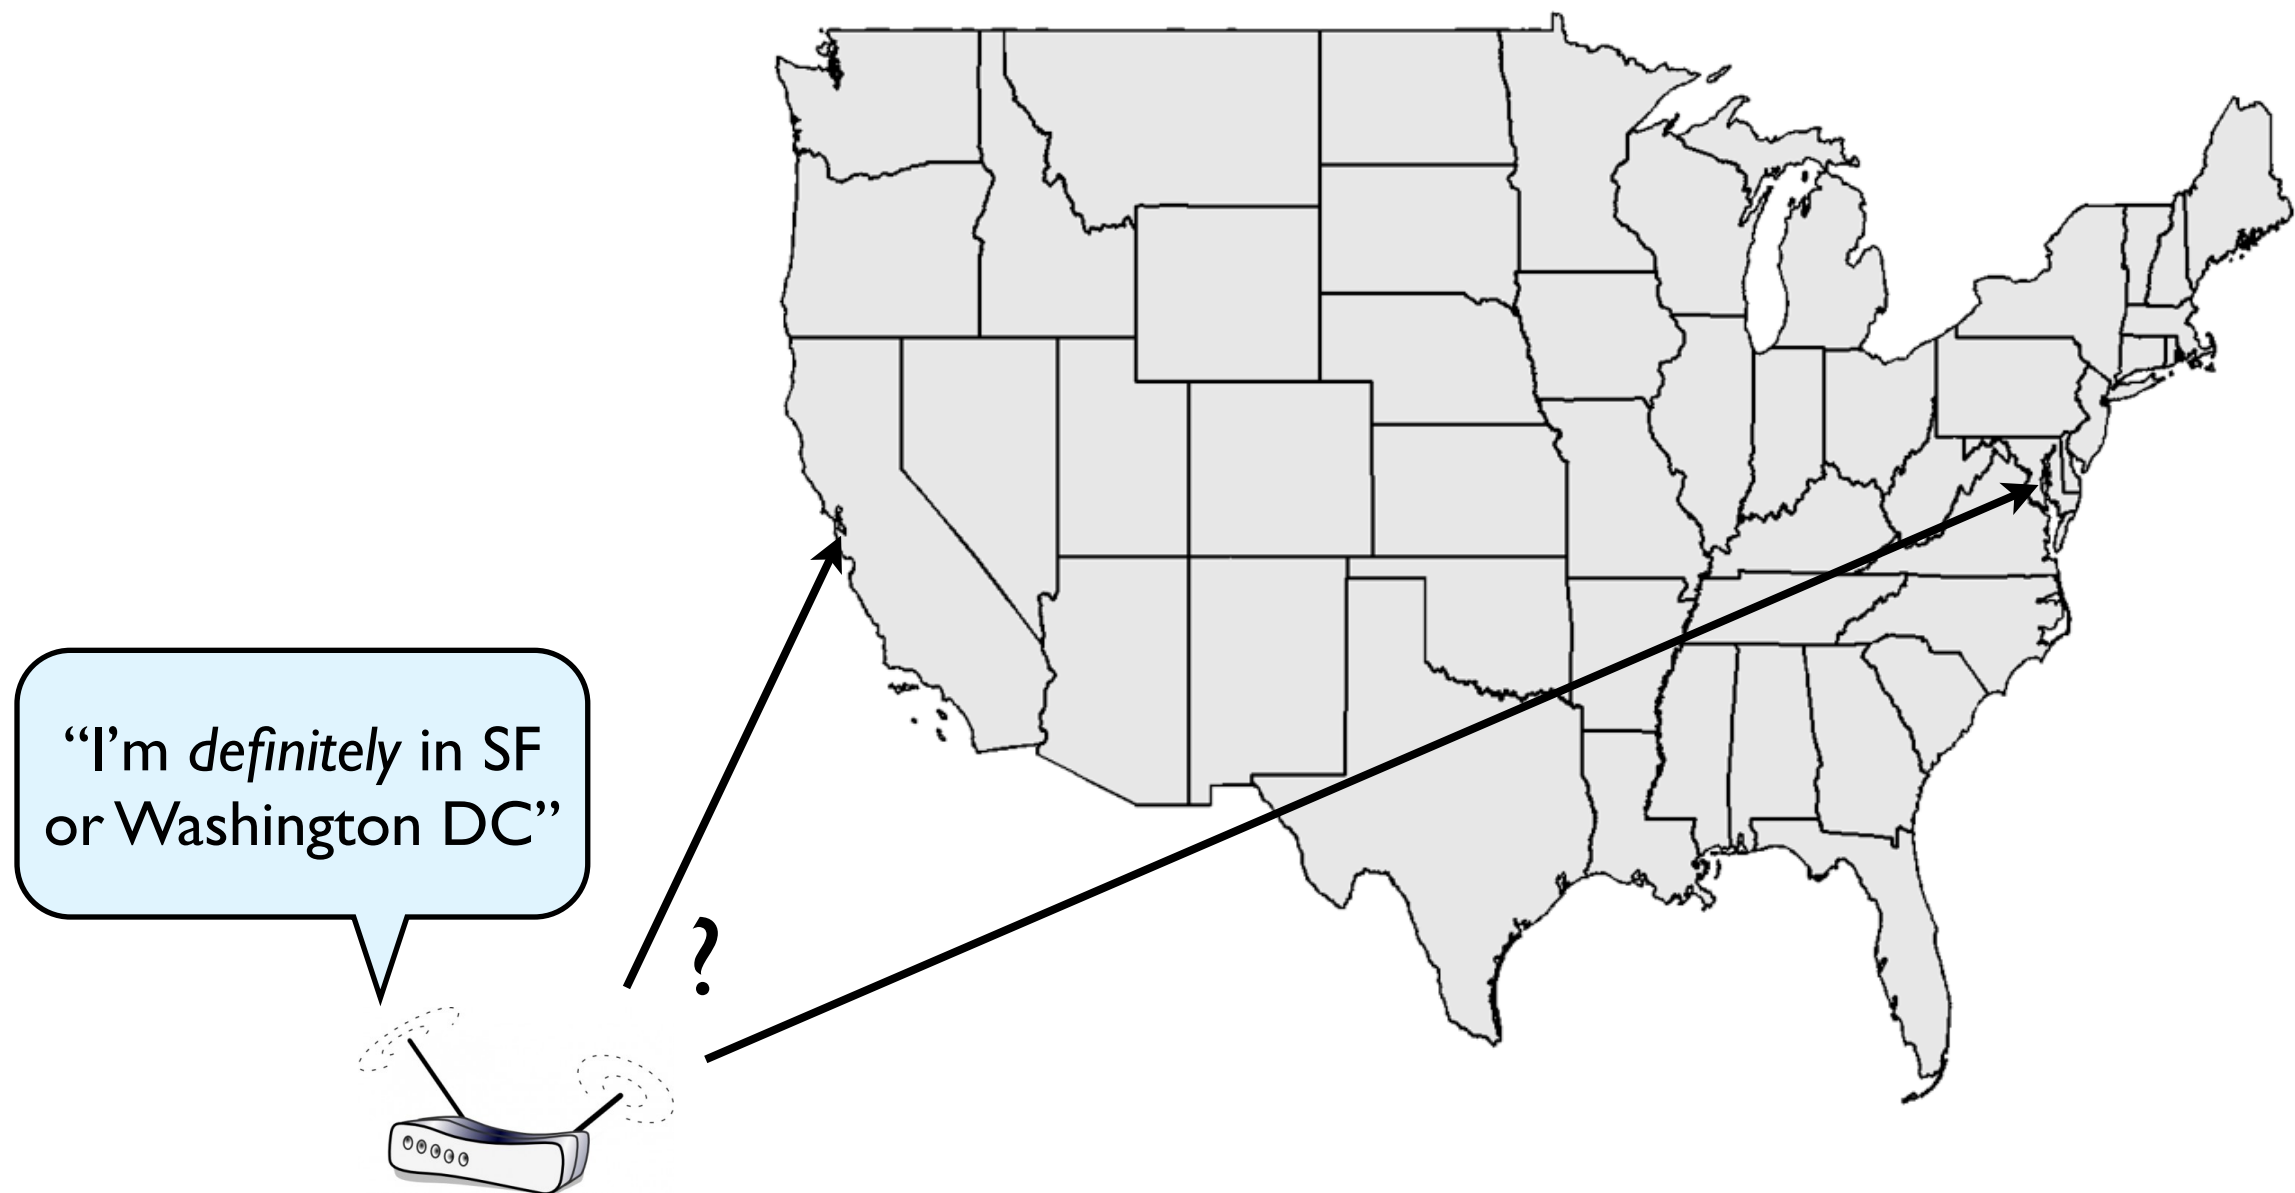 “I’m definitely in SF
or Washington DC”
?